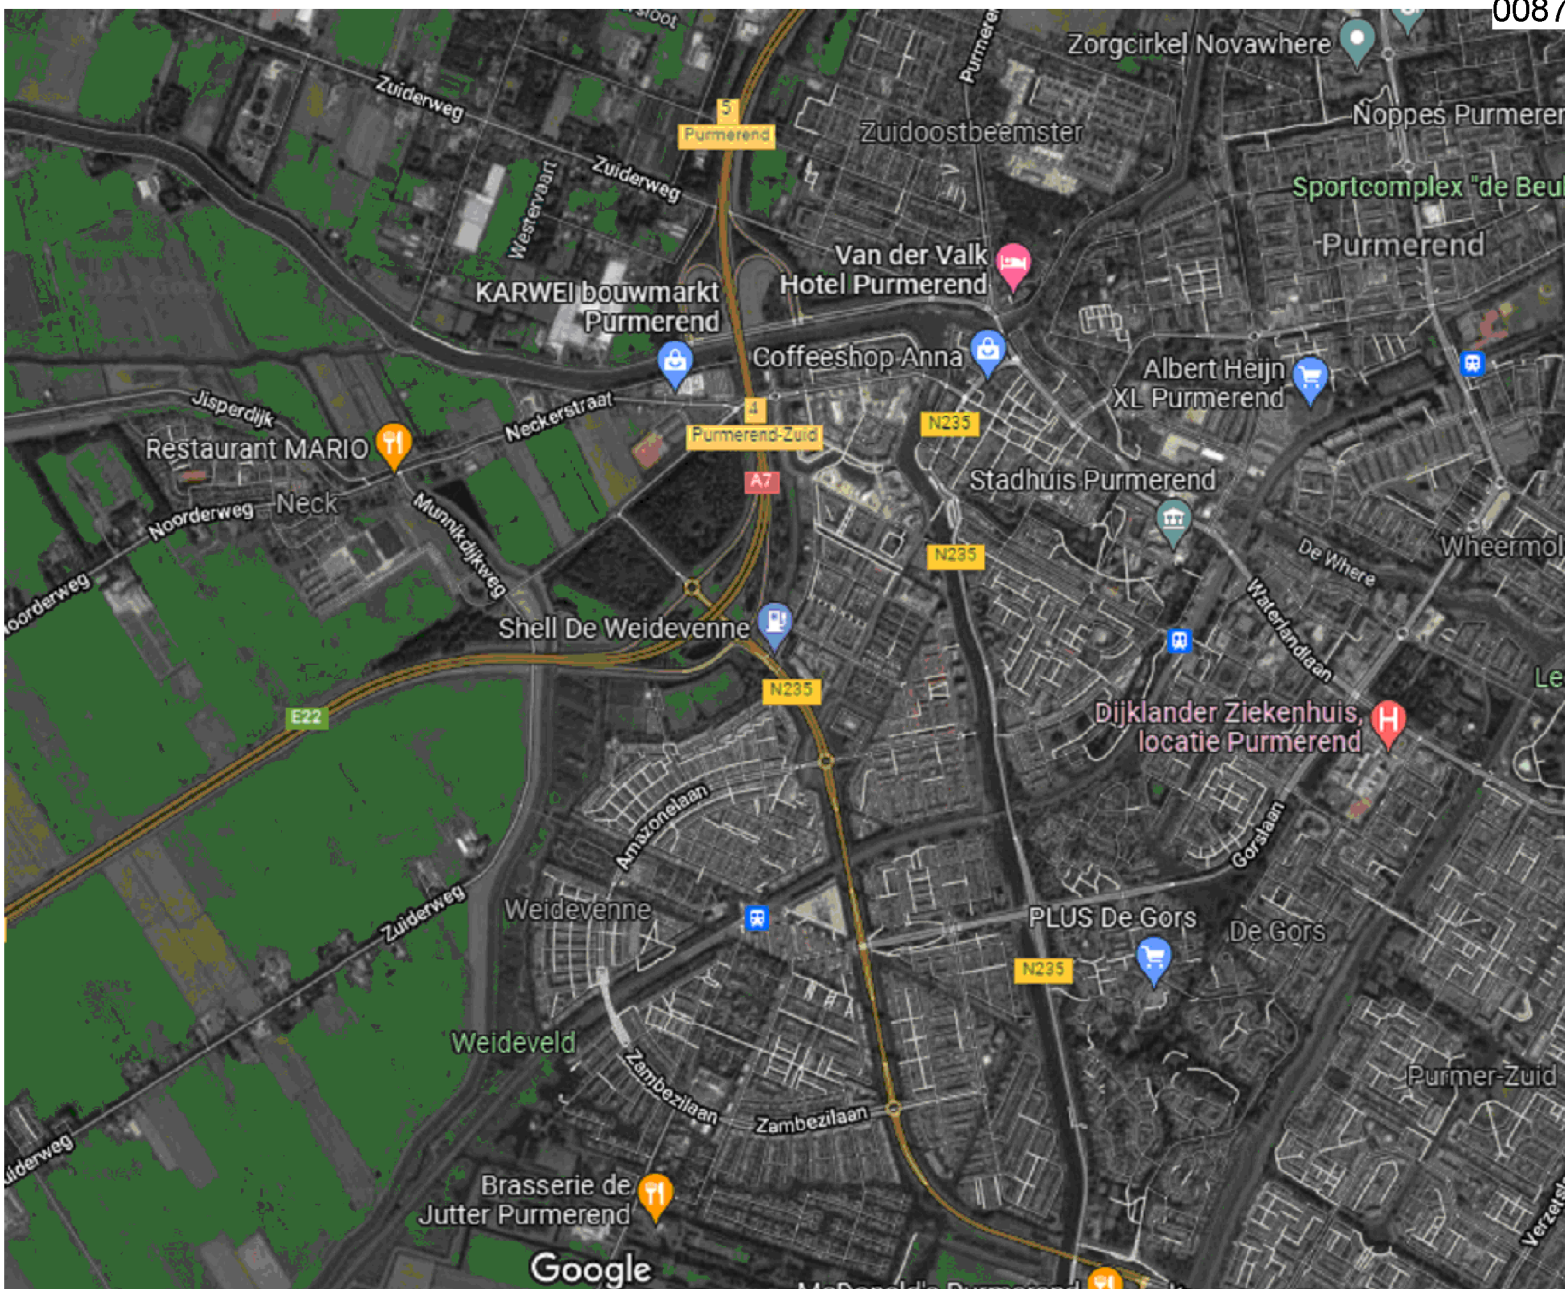 0087
Zorgcirkel Novawhere
Zuiderweg
5
Purmerend
Zuidoostbeemster
Noppes
Zuiderweg
Westervaart
Sportcomplex "de
Purmerend
Van der Valk
Hotel Purmerend
KARWEI bouwmarkt
Purmerend
Coffeeshop Anna
Albert Heijn
XL Purmerend
Jisperdijk
Neckerstraat
4
Purmerend-Zuid
N235
Restaurant MARIO
A7
Stadhuis Purmerend
Neck
Noorderweg
Munnikdijkweg
N235
De Where
Noorderweg
Waterlandlaan
Shell De Weidevenne
N235
E22
Dijklander Ziekenhuis,
locatie Purmerend
H
Amazonelaan
Gorslaan
Zuiderweg
Weidevenne
PLUS De Gors
De Gors
N235
Weideveld
Zambezilaan
Zambezilaan
Purmer-Zuid
Brasserie de
Jutter Purmerend
Google
McDonald's Purmerend